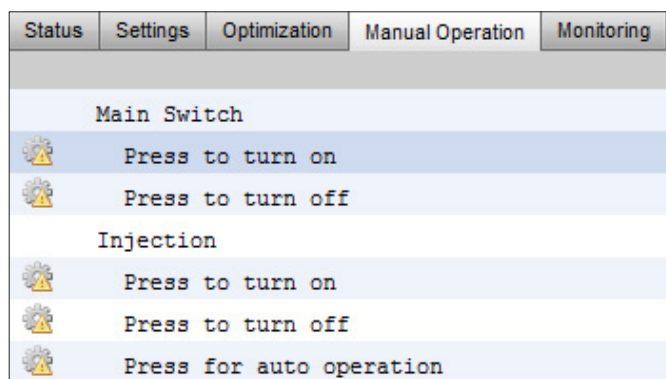 Status Settings Optimization Manual Operation Monitoring
Main Switch
Press to turn on
Press to turn off
Injection
Press to turn on
Press to turn off
Press for auto operation